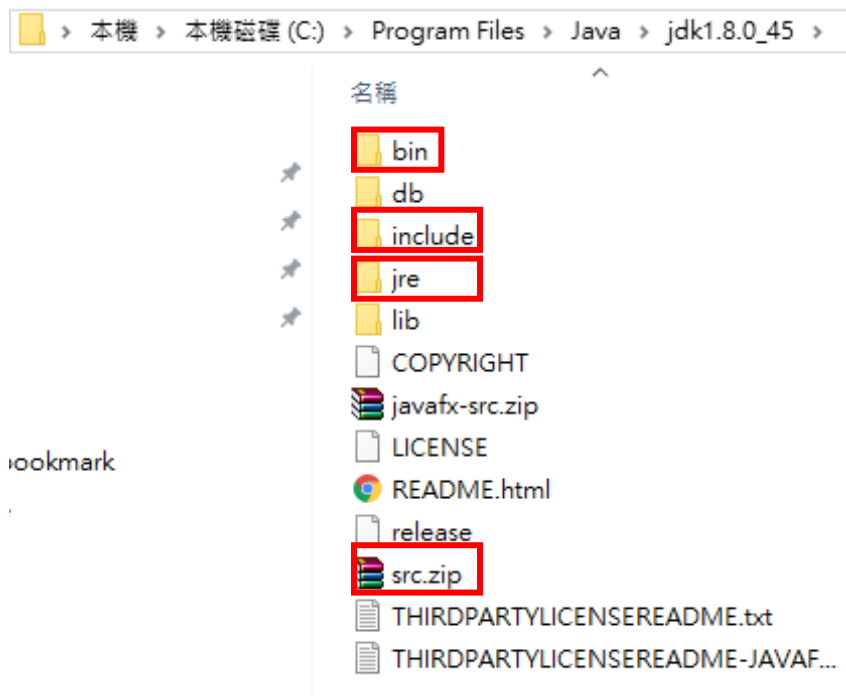 本機 > 本機磁碟 (C:) > Program Files > Java > jdk1.8.0_45 >
名稱
bin
db
include
jre
lib
COPYRIGHT
javafx-src.zip
LICENSE
ookmark
README.html
release
src.zip
THIRDPARTYLICENSEREADME.txt
THIRDPARTYLICENSEREADME-JAVAF...